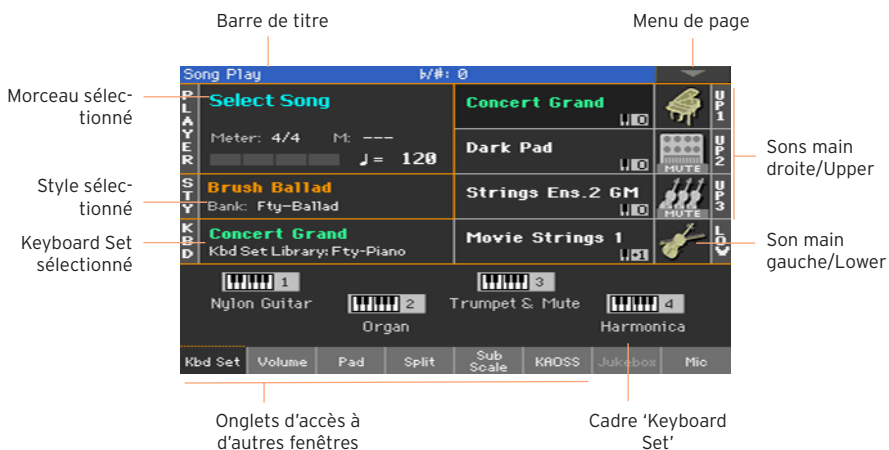 Barre de titre
Menu de page
Song Play
♭/#: 0
Morceau sélec-
tionné
PLAYER
Select Song
Meter: 4/4 M: ---
♩= 120
Concert Grand
0
UP1
Dark Pad
0
MUTE
UP2
Sons main
droite/Upper
Style sélec-
tionné
STY
Brush Ballad
Bank: Fty-Ballad
Strings Ens.2 GM
0
MUTE
UP3
Keyboard Set
sélectionné
KBD
Concert Grand
Kbd Set Library: Fty-Piano
Movie Strings 1
+1
LOW
Son main
gauche/Lower
1
Nylon Guitar
2
Organ
3
Trumpet & Mute
4
Harmonica
Kbd Set Volume Pad Split Sub Scale KAOSS Jukebox Mic
Onglets d'accès à
d'autres fenêtres
Cadre 'Keyboard
Set'